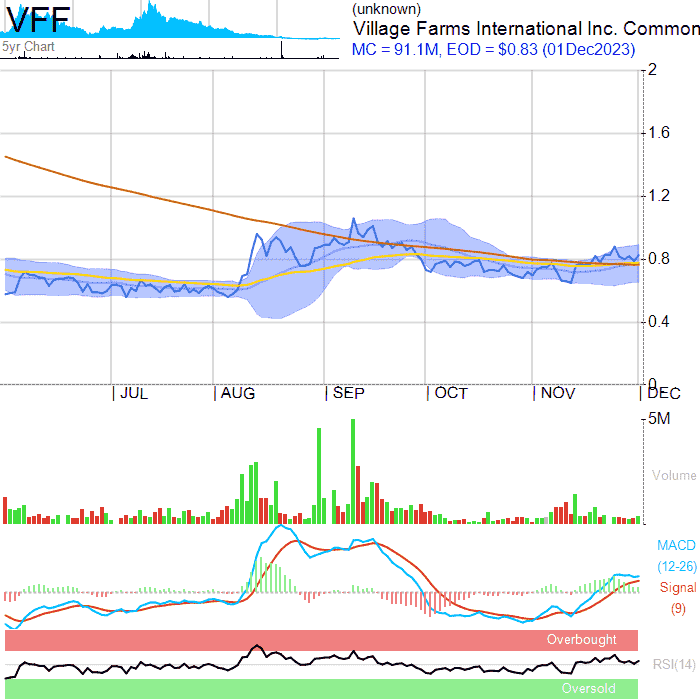 VFF
5yr Chart
(unknown)
Village Farms International Inc. Common
MC = 91.1M, EOD = $0.83 (01Dec2023)
2
1.6
1.2
0.8
0.4
0
JUL AUG SEP OCT NOV DEC
5M
Volume
MACD
(12-26)
Signal
(9)
Overbought
RSI(14)
Oversold